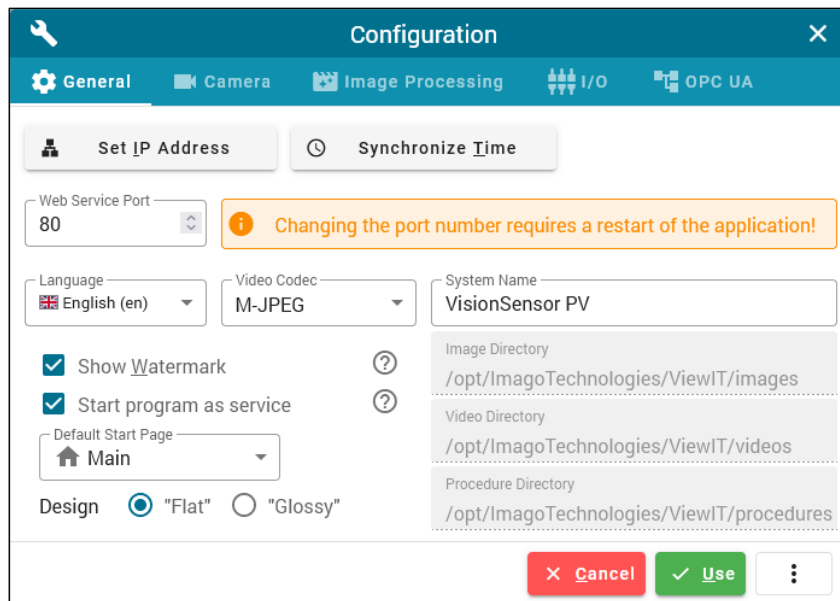 Configuration
General
Camera
Image Processing
I/O
OPC UA
Set IP Address
Synchronize Time
Web Service Port
80
Changing the port number requires a restart of the application!
Language
English (en)
Video Codec
M-JPEG
System Name
VisionSensor PV
Show Watermark
Start program as service
Default Start Page
Main
Design
"Flat"
"Glossy"
Image Directory
/opt/ImagoTechnologies/ViewIT/images
Video Directory
/opt/ImagoTechnologies/ViewIT/videos
Procedure Directory
/opt/ImagoTechnologies/ViewIT/procedures
Cancel
Use